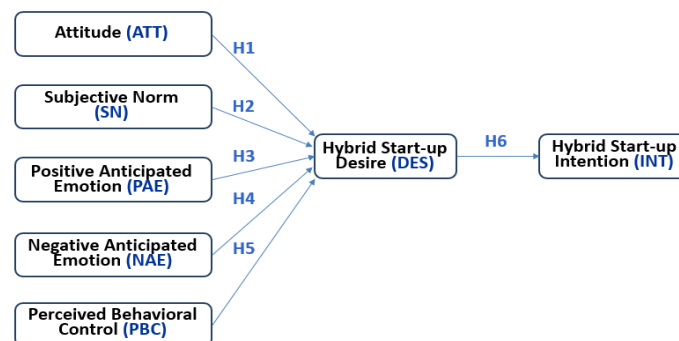 Attitude (ATT)
H1
Subjective Norm
(SN)
H2
Positive Anticipated
Emotion (PAE)
H3
H4
Negative Anticipated
Emotion (NAE)
H5
Perceived Behavioral
Control (PBC)
Hybrid Start-up
Desire (DES)
H6
Hybrid Start-up
Intention (INT)